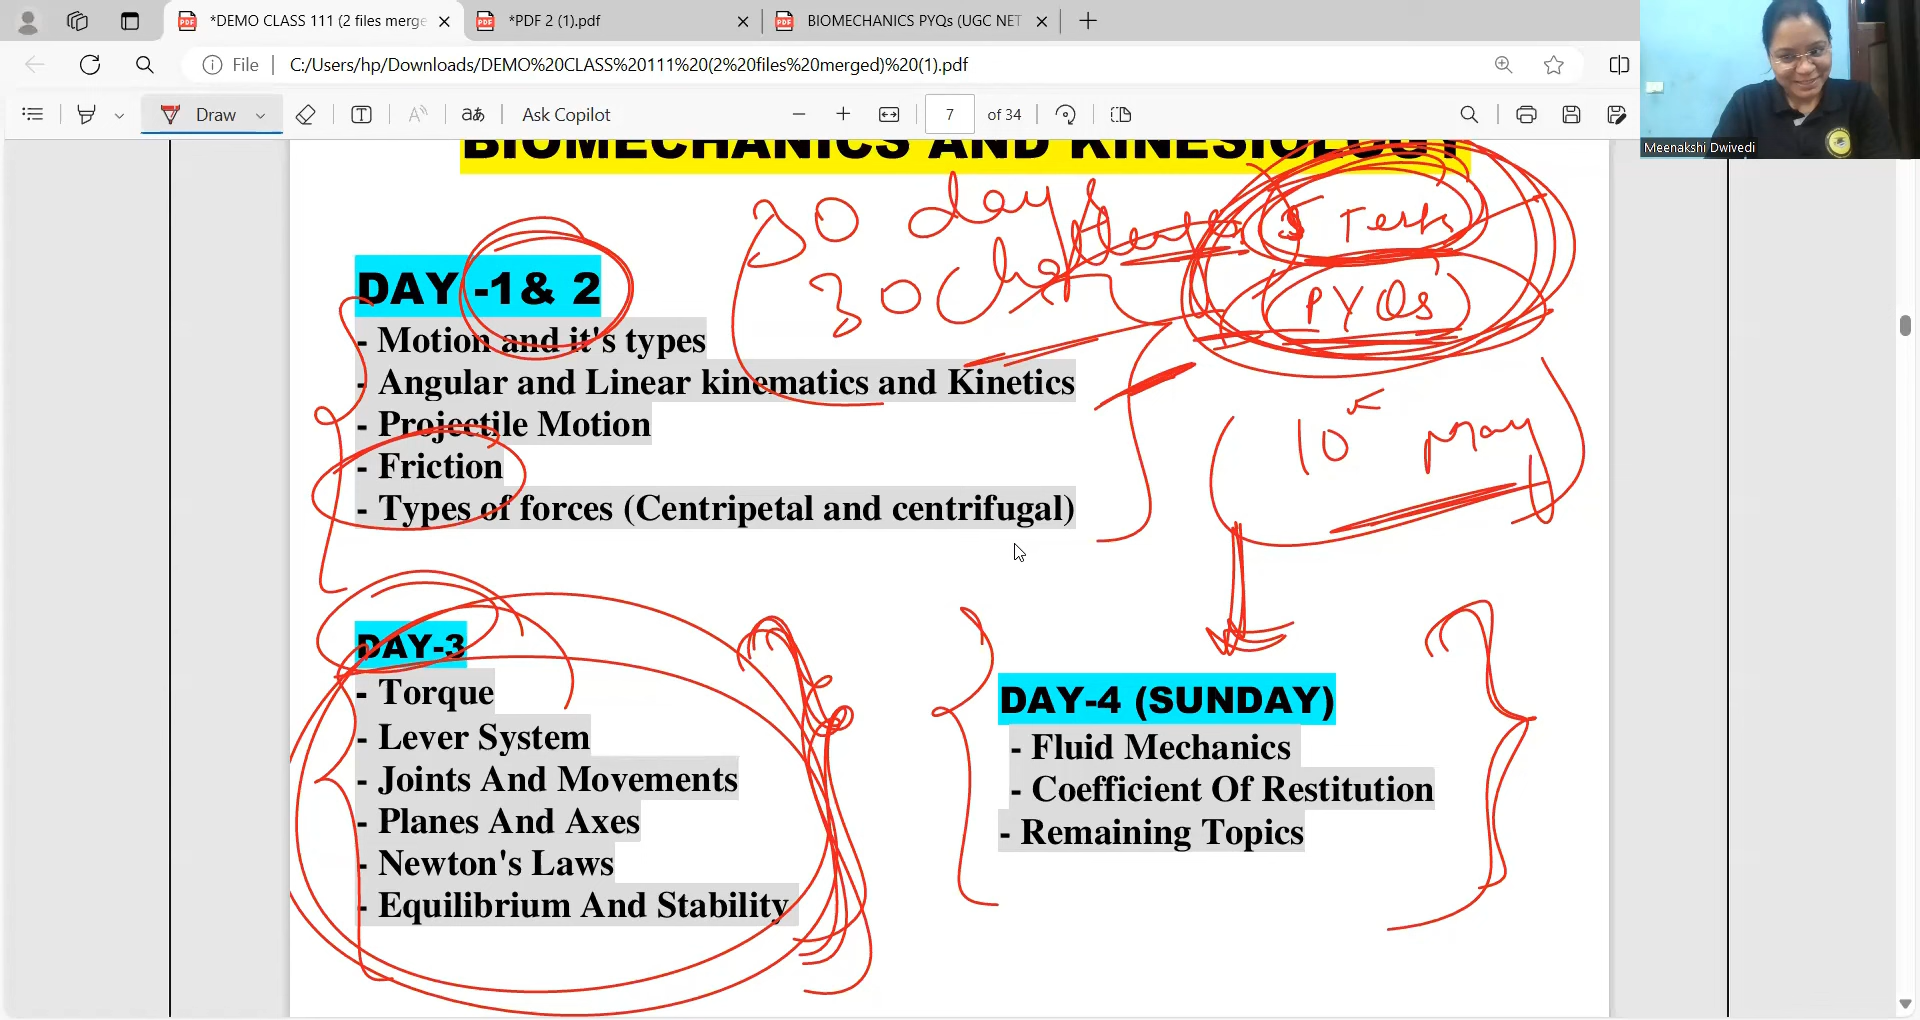 *DEMO CLASS 111 (2 files merge
*PDF 2 (1).pdf
BIOMECHANICS PYQs (UGC NET
File
C:/Users/hp/Downloads/DEMO%20CLASS%20111%20(2%20files%20merged)%20(1).pdf
Draw
aあ
Ask Copilot
7 of 34
Meenakshi Dwivedi
BIOMECHANICS AND KINESIOLOGY
30 days
Tests
30 Chapters
PYQs
10th May
DAY -1& 2
- Motion and it's types
- Angular and Linear kinematics and Kinetics
- Projectile Motion
- Friction
- Types of forces (Centripetal and centrifugal)
DAY-3
- Torque
- Lever System
- Joints And Movements
- Planes And Axes
- Newton's Laws
- Equilibrium And Stability
DAY-4 (SUNDAY)
- Fluid Mechanics
- Coefficient Of Restitution
- Remaining Topics